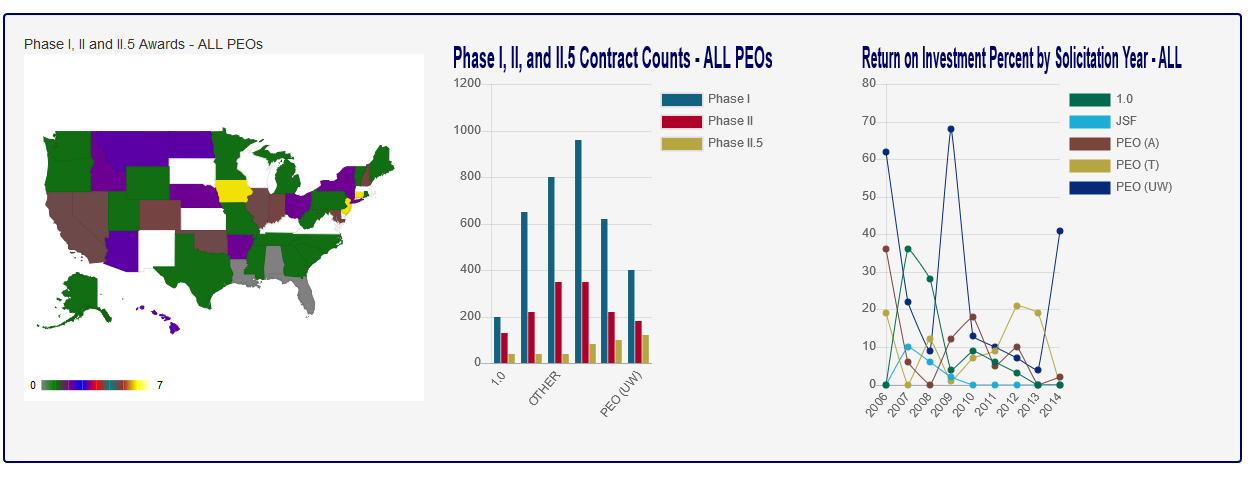 Phase I, II and II.5 Awards - ALL PEOs
0
7
Phase I, II, and II.5 Contract Counts - ALL PEOs
1200
1000
800
600
400
200
0
1.0
OTHER
PEO (UW)
Phase I
Phase II
Phase II.5
Return on Investment Percent by Solicitation Year - ALL
80
70
60
50
40
30
20
10
0
2006
2007
2008
2009
2010
2011
2012
2013
2014
1.0
JSF
PEO (A)
PEO (T)
PEO (UW)